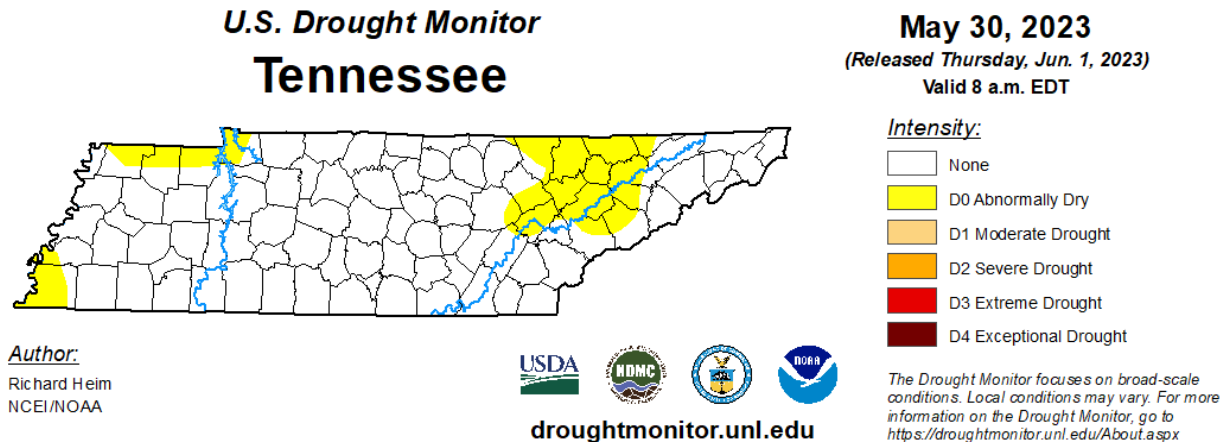 U.S. Drought Monitor
Tennessee
May 30, 2023
(Released Thursday, Jun. 1, 2023)
Valid 8 a.m. EDT
Intensity:
None
D0 Abnormally Dry
D1 Moderate Drought
D2 Severe Drought
D3 Extreme Drought
D4 Exceptional Drought
Author:
Richard Heim
NCEI/NOAA
USDA
NDMC
NOAA
droughtmonitor.unl.edu
The Drought Monitor focuses on broad-scale
conditions. Local conditions may vary. For more
information on the Drought Monitor, go to
https://droughtmonitor.unl.edu/About.aspx